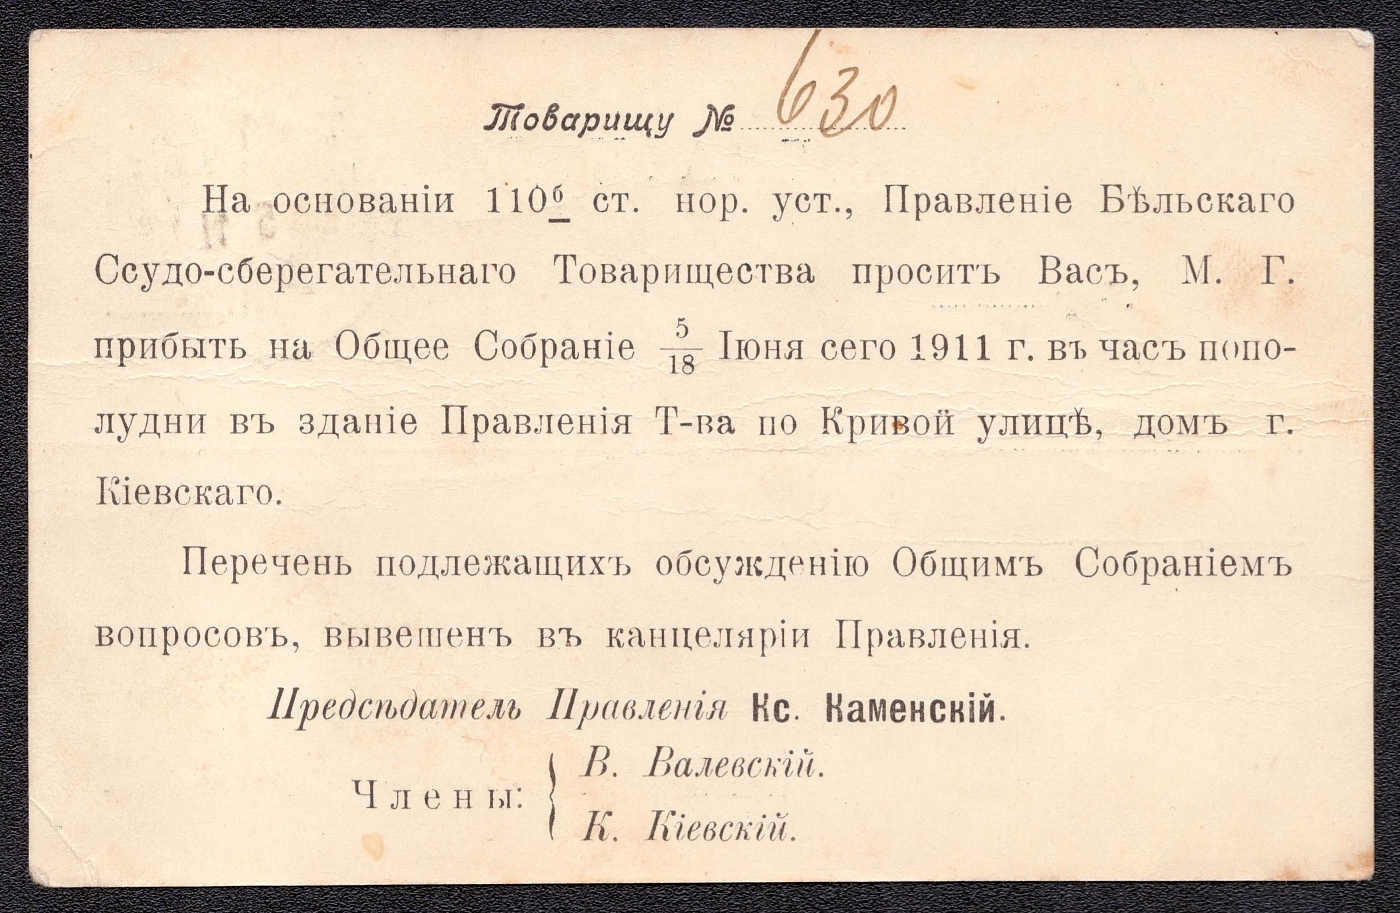 Товарищу № 630
На основаніи 110б ст. нор. уст., Правленіе Бѣльскаго
Ссудо-сберегательнаго Товарищества проситъ Васъ, М. Г.
прибыть на Общее Собраніе 5/18 Іюня сего 1911 г. въ часъ попо-
лудни въ зданіе Правленія Т-ва по Кривой улицѣ, домъ г.
Кіевскаго.
Перечень подлежащихъ обсужденію Общимъ Собраніемъ
вопросовъ, вывешенъ въ канцеляріи Правленія.
Предсѣдатель Правленія Кс. Каменскій.
Члены: { В. Валевскій.
К. Кіевскій.